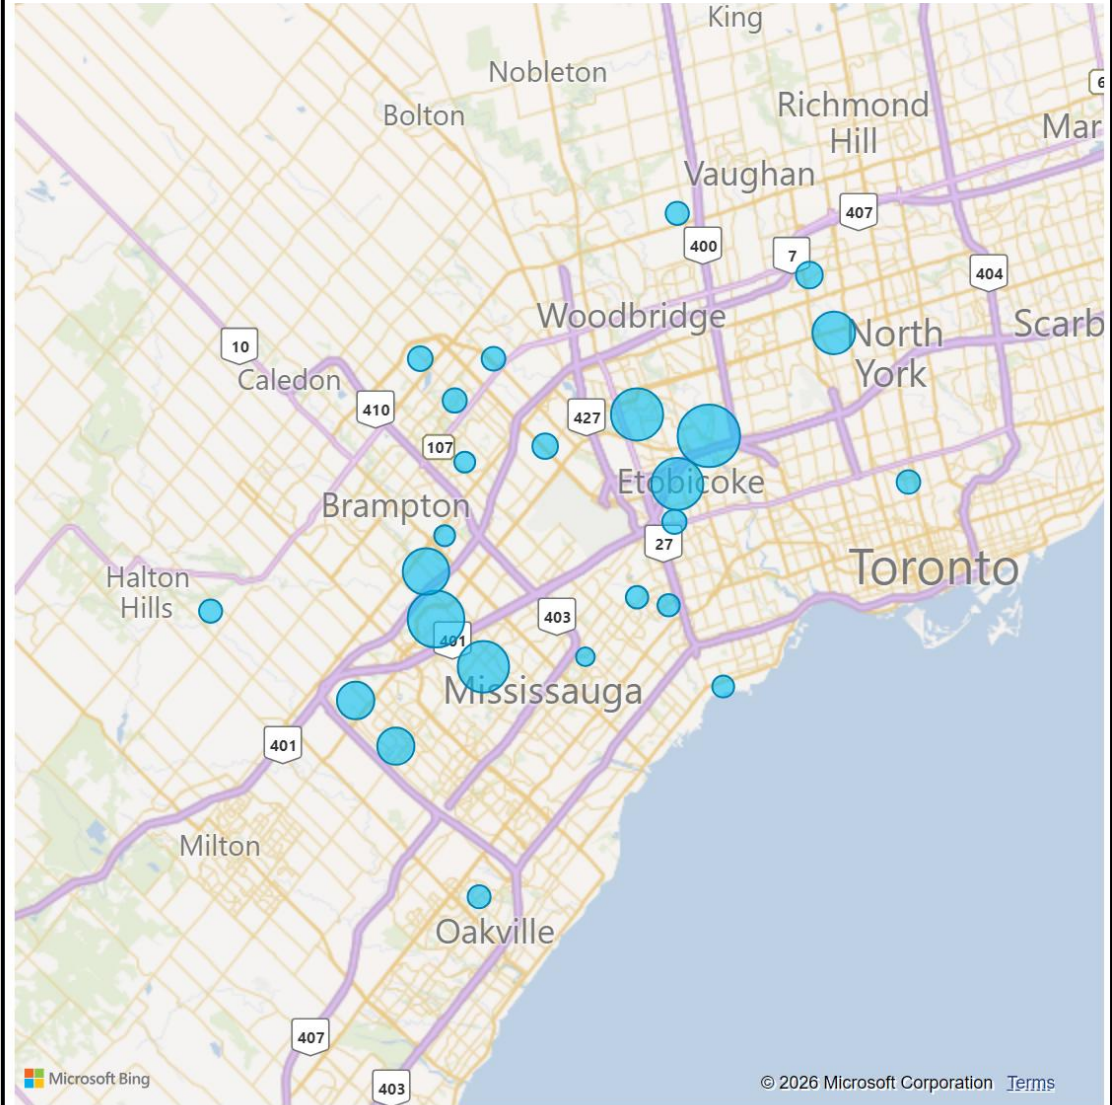 King
Nobleton
Richmond
Hill
Bolton
Mar
6
Vaughan
407
400
7
404
Woodbridge
North
York
Scarb
10
Caledon
410
427
107
Etobicoke
Brampton
27
Toronto
Halton
Hills
403
401
Mississauga
401
Milton
Oakville
407
403
Microsoft Bing
© 2026 Microsoft Corporation Terms